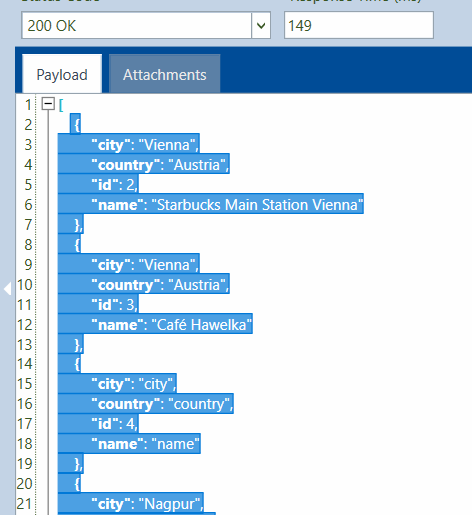 200 OK
149
Payload
Attachments
1 [
2 {
3 "city": "Vienna",
4 "country": "Austria",
5 "id": 2,
6 "name": "Starbucks Main Station Vienna"
7 },
8 {
9 "city": "Vienna",
10 "country": "Austria",
11 "id": 3,
12 "name": "Café Hawelka"
13 },
14 {
15 "city": "city",
16 "country": "country",
17 "id": 4,
18 "name": "name"
19 },
20 {
21 "city": "Nagpur",